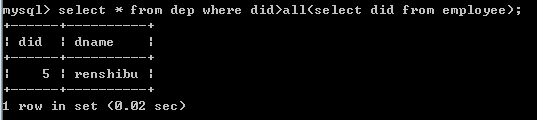 mysql> select * from dep where did>all(select did from employee);
+------+----------+
| did  | dname    |
+------+----------+
|    5 | renshibu |
+------+----------+
1 row in set (0.02 sec)